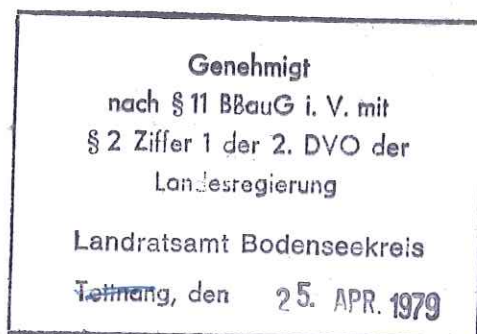 Genehmigt
nach § 11 BBauG i. V. mit
§ 2 Ziffer 1 der 2. DVO der
Landesregierung
Landratsamt Bodenseekreis
Tettnang, den 25. APR. 1979